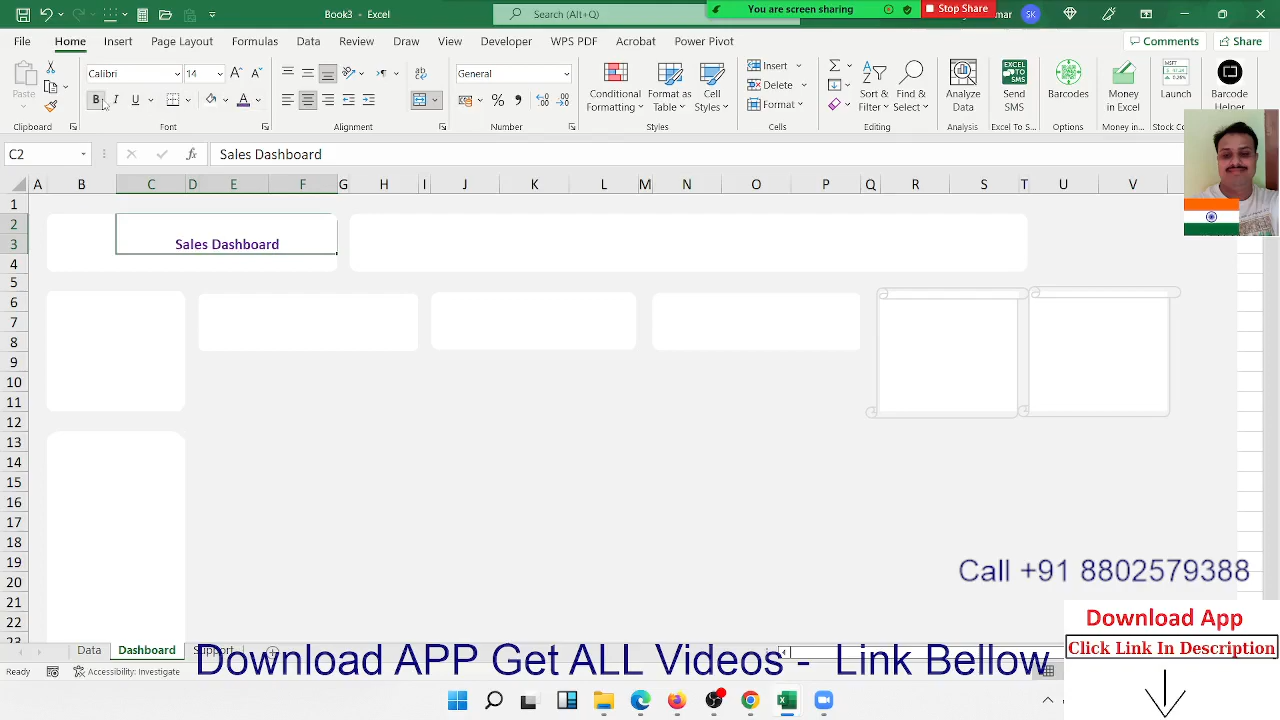 Book3 - Excel
Search (Alt+Q)
You are screen sharing
Stop Share
mar
SK
File
Home
Insert
Page Layout
Formulas
Data
Review
Draw
View
Developer
WPS PDF
Acrobat
Power Pivot
Comments
Share
Paste
Calibri
14
General
Conditional Formatting
Format as Table
Cell Styles
Insert
Delete
Format
Sort & Filter
Find & Select
Analysis
Send SMS
Barcodes
Money in Excel
Launch
Barcode Helper
Clipboard
Font
Alignment
Number
Styles
Cells
Editing
Analysis
Excel To S...
Options
Money in...
Stock Co
C2
Sales Dashboard
A B C D E F G H I J K L M N O P Q R S T U V
1
2
3
4
5
6
7
8
9
10
11
12
13
14
15
16
17
18
19
20
21
22
23
Sales Dashboard
Call +91 8802579388
Download App
Click Link In Description
Data
Dashboard
Support
Download APP Get ALL Videos - Link Bellow
Ready
Accessibility: Investigate